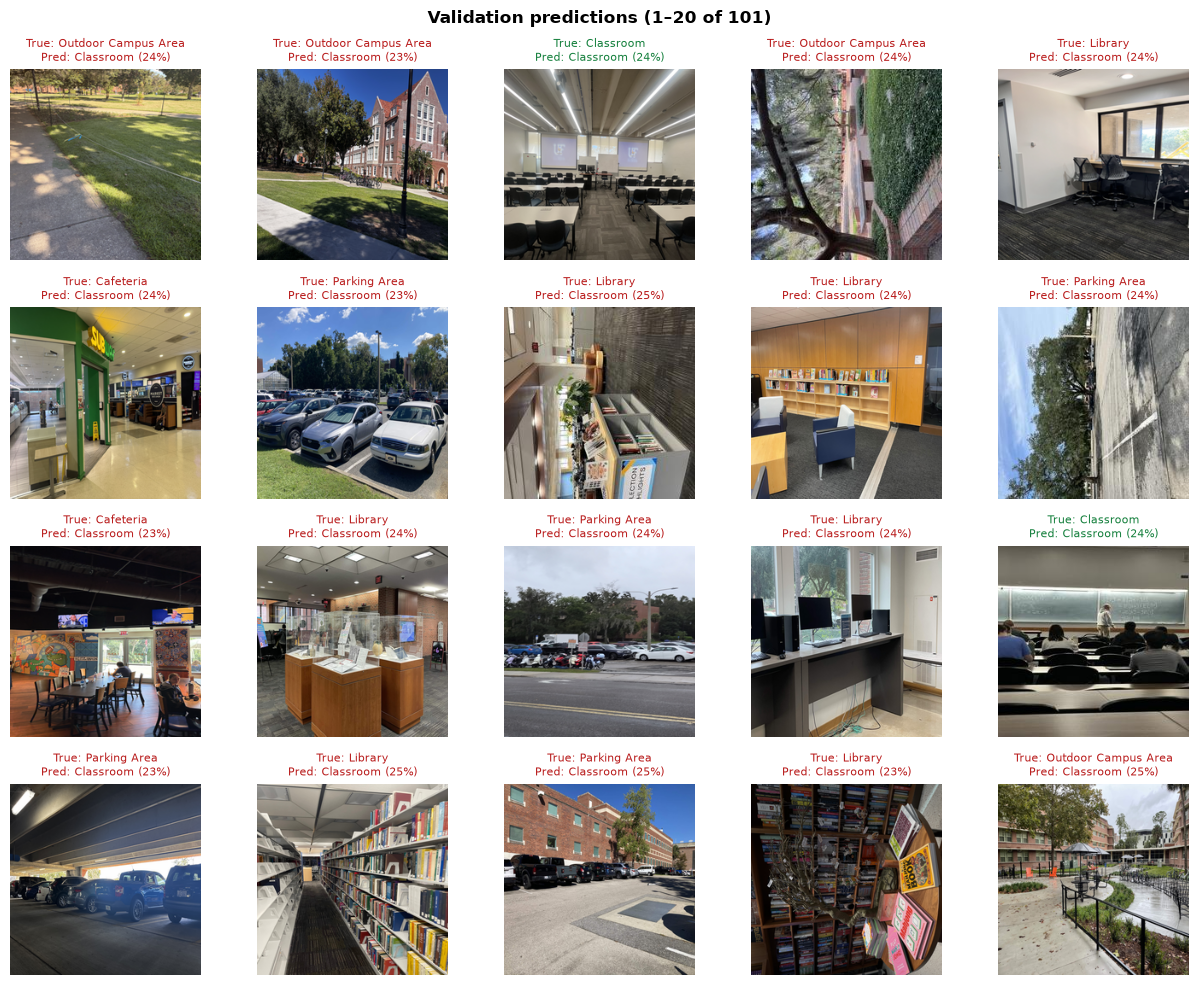 Validation predictions (1–20 of 101)
True: Outdoor Campus Area
Pred: Classroom (24%)
True: Outdoor Campus Area
Pred: Classroom (23%)
True: Classroom
Pred: Classroom (24%)
True: Outdoor Campus Area
Pred: Classroom (24%)
True: Library
Pred: Classroom (24%)
UF
UF
True: Cafeteria
Pred: Classroom (24%)
True: Parking Area
Pred: Classroom (23%)
True: Library
Pred: Classroom (25%)
True: Library
Pred: Classroom (24%)
True: Parking Area
Pred: Classroom (24%)
SUB
True: Cafeteria
Pred: Classroom (23%)
True: Library
Pred: Classroom (24%)
True: Parking Area
Pred: Classroom (24%)
True: Library
Pred: Classroom (24%)
True: Classroom
Pred: Classroom (24%)
True: Parking Area
Pred: Classroom (23%)
True: Library
Pred: Classroom (25%)
True: Parking Area
Pred: Classroom (25%)
True: Library
Pred: Classroom (23%)
True: Outdoor Campus Area
Pred: Classroom (25%)